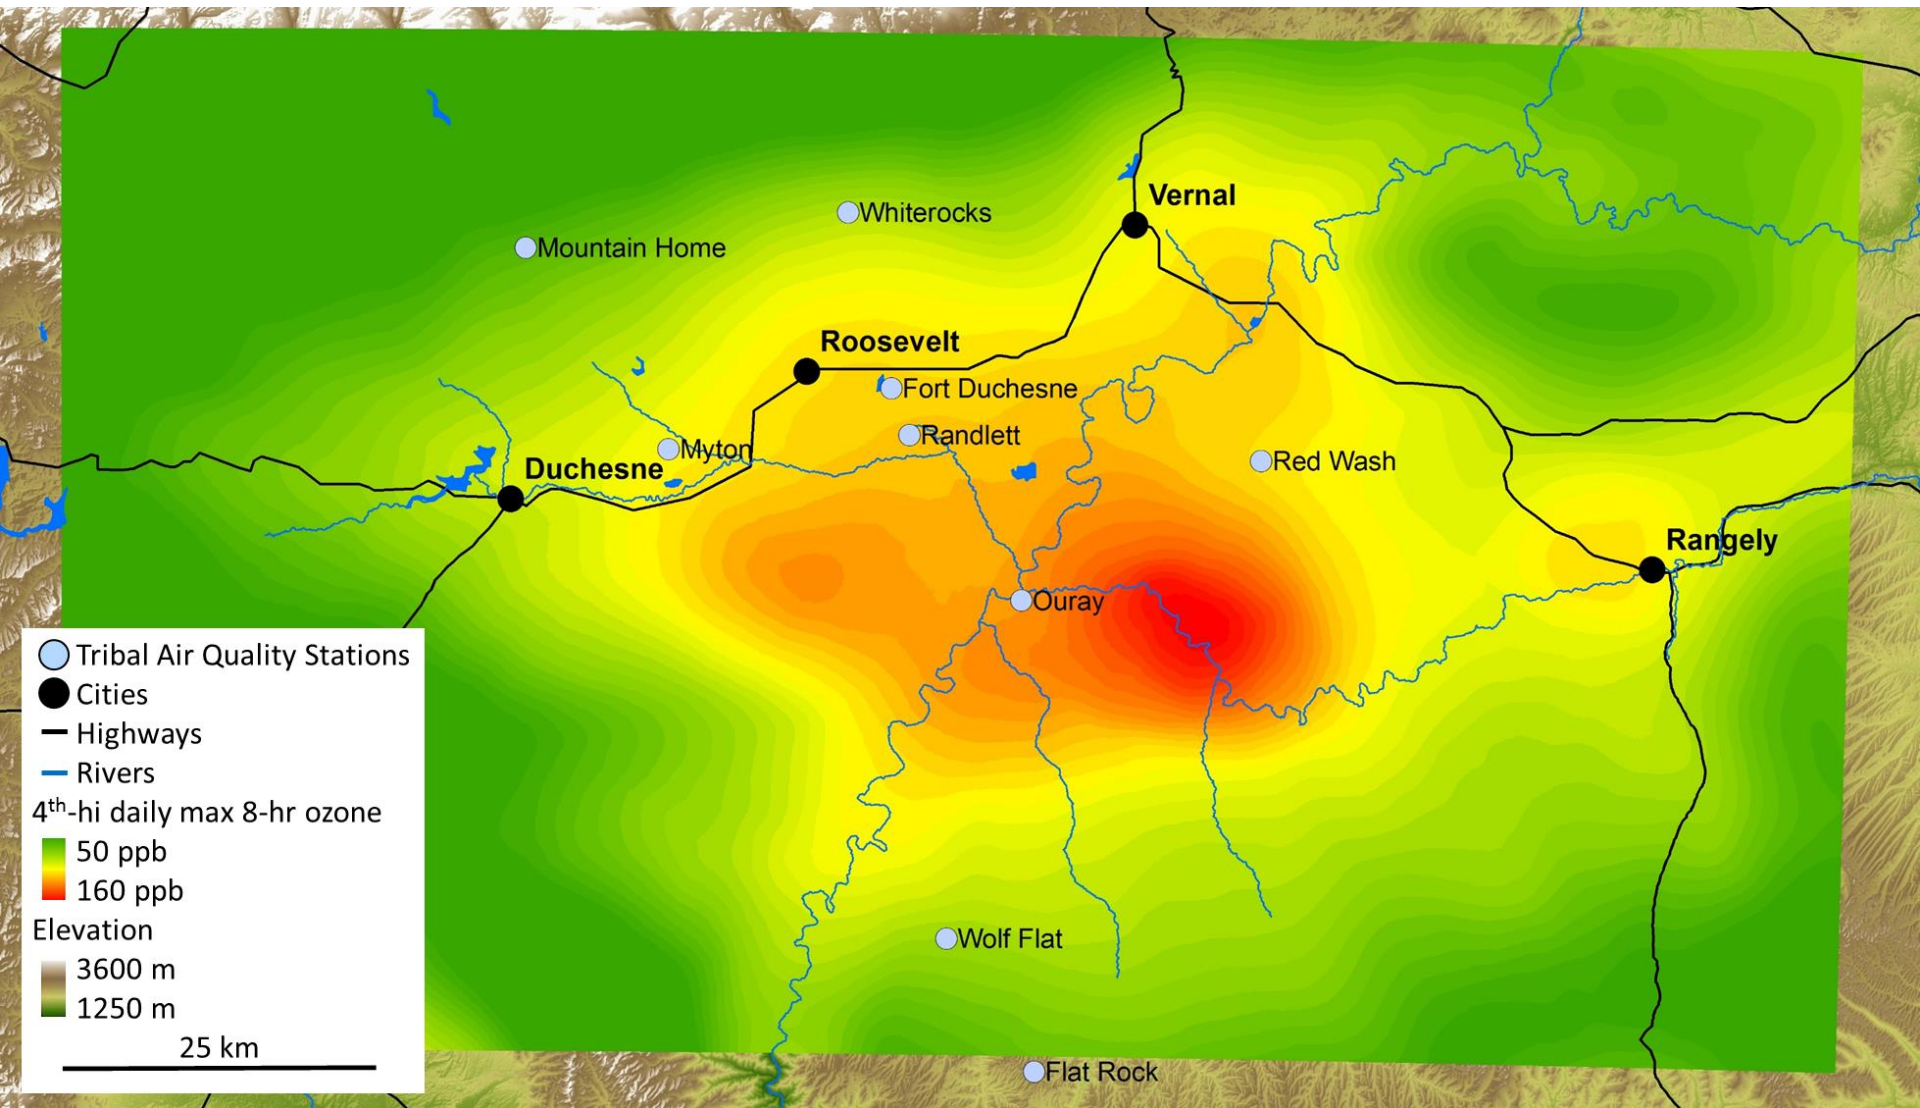 Vernal
Whiterocks
Mountain Home
Roosevelt
Fort Duchesne
Randlett
Myton
Duchesne
Red Wash
Rangely
Ouray
Wolf Flat
Flat Rock
Tribal Air Quality Stations
Cities
Highways
Rivers
4th-hi daily max 8-hr ozone
50 ppb
160 ppb
Elevation
3600 m
1250 m
25 km